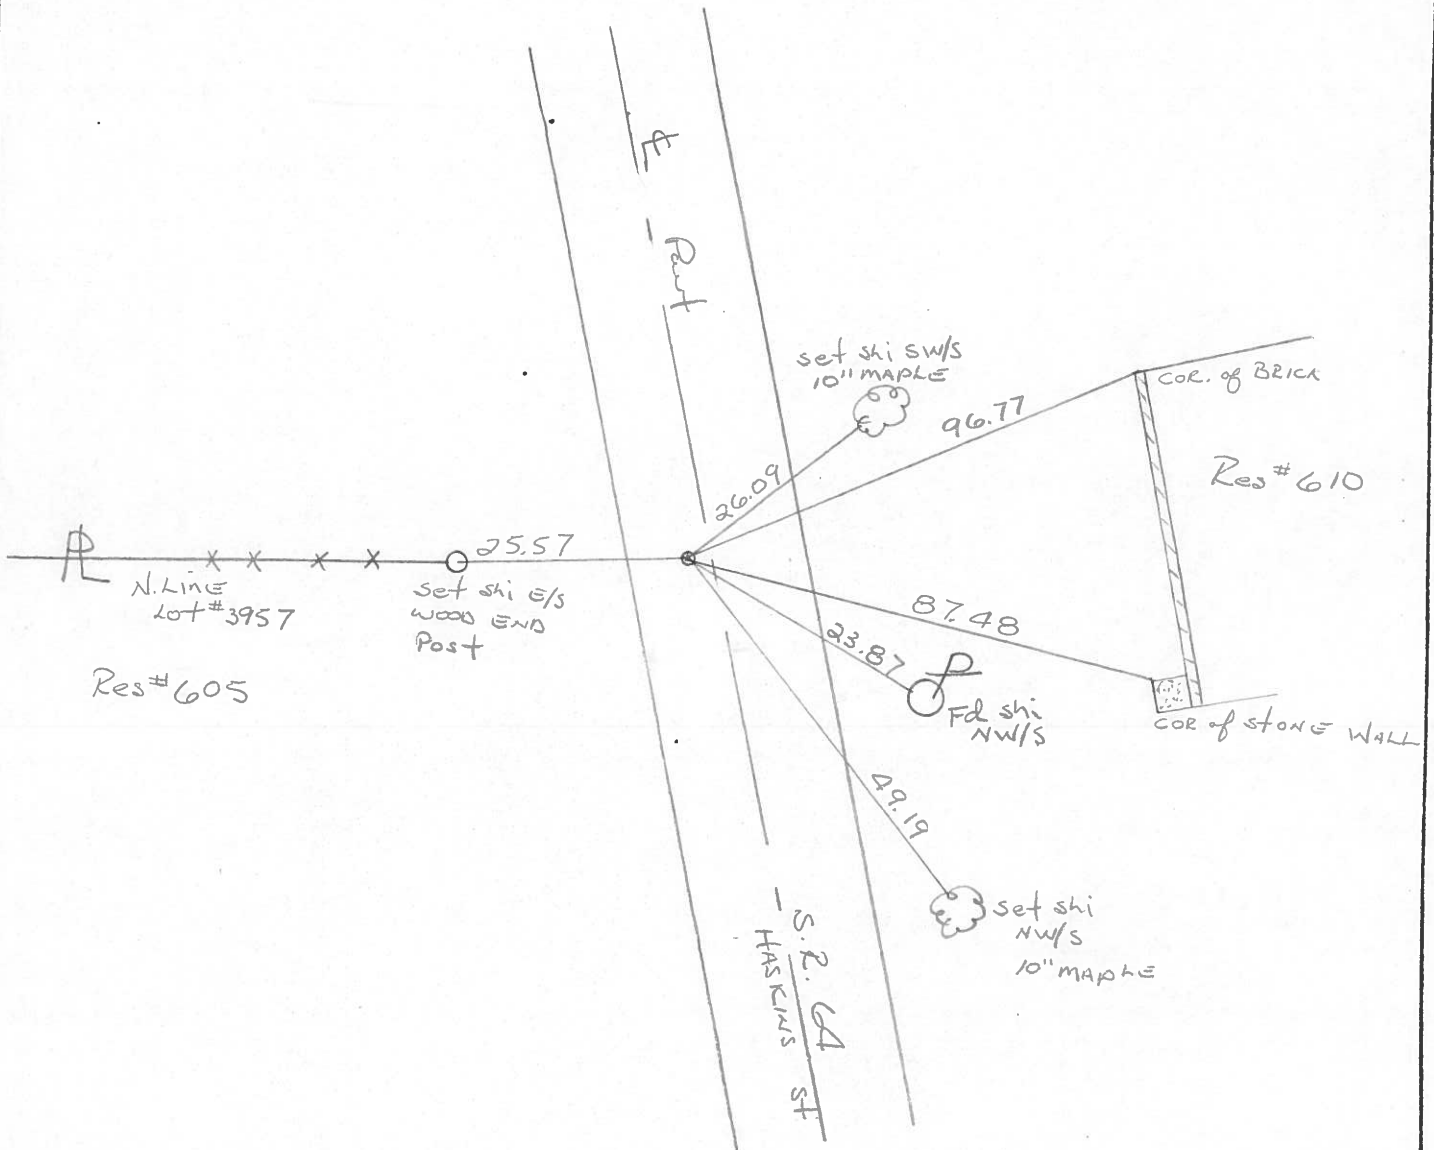 ℄ - Pav't
set shi SW/S
10" MAPLE
96.77
COR. of BRICK
Res # 610
26.09
25.57
PL
N. LINE
Lot # 3957
set shi E/S
WOOD END
Post
Res # 605
87.48
23.87
Fd shi
NW/S
COR of STONE WALL
49.19
set shi
NW/S
10" MAPLE
- S.R. 64
HASKINS St